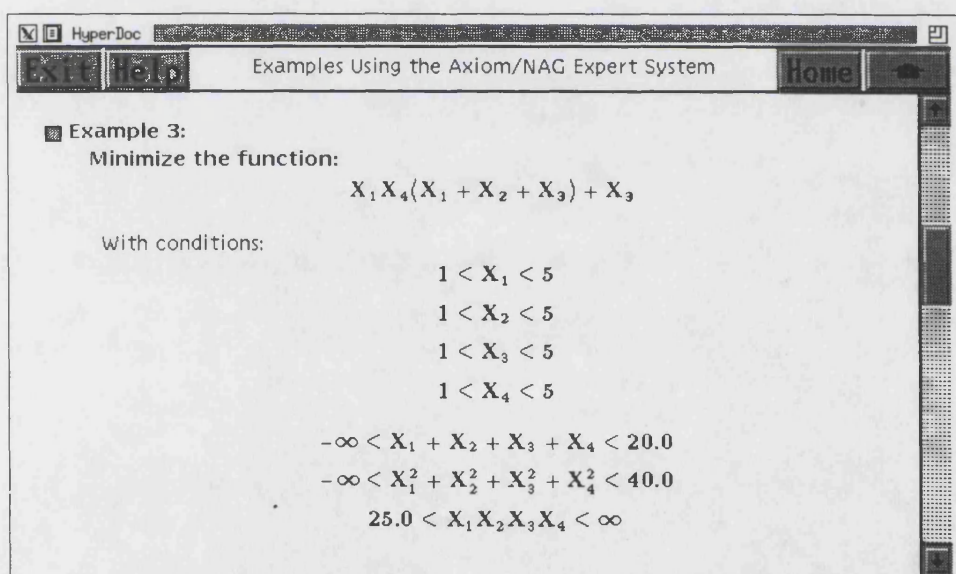 HyperDoc
Exit Help Examples Using the Axiom/NAG Expert System Home
Example 3:
Minimize the function:
X₁X₄(X₁ + X₂ + X₃) + X₃
With conditions:
1 < X₁ < 5
1 < X₂ < 5
1 < X₃ < 5
1 < X₄ < 5
-∞ < X₁ + X₂ + X₃ + X₄ < 20.0
-∞ < X₁² + X₂² + X₃² + X₄² < 40.0
25.0 < X₁X₂X₃X₄ < ∞